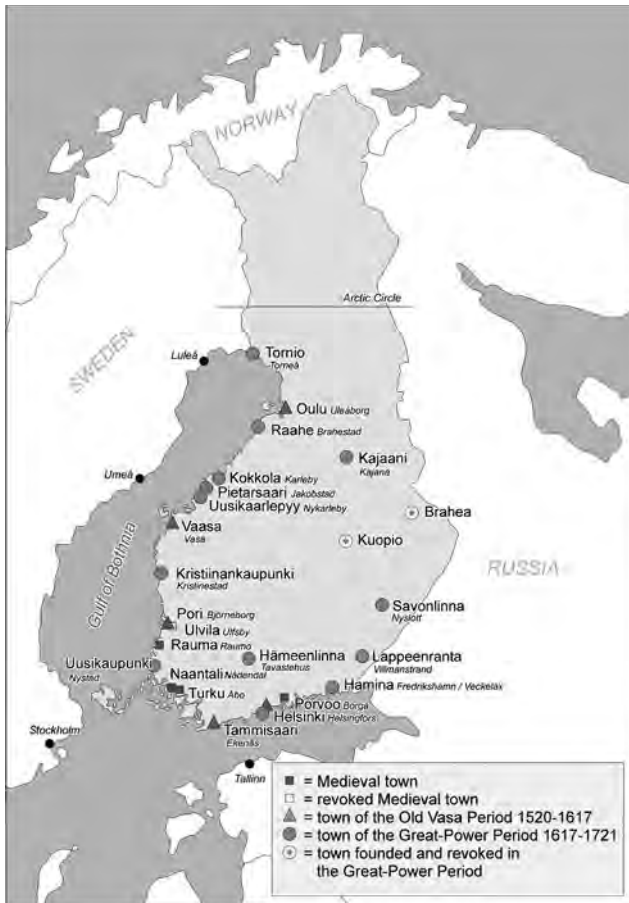 NORWAY
Arctic Circle
SWEDEN
Luleå
Tornio
Torneå
Oulu Uleåborg
Raahe Brahestad
Kajaani
Kajana
Umeå
Kokkola Karleby
Pietarsaari Jakobstad
Uusikaarlepyy Nykarleby
Brahea
Vaasa
Vasa
Kuopio
Gulf of Bothnia
RUSSIA
Kristiinankaupunki
Kristinestad
Savonlinna
Nyslott
Pori Björneborg
Ulvila Ulfsby
Rauma Raumo
Hämeenlinna
Tavastehus
Lappeenranta
Villmanstrand
Uusikaupunki
Nystad
Naantali Nådendal
Turku Åbo
Hamina Fredrikshamn / Veckelax
Porvoo Borgå
Helsinki Helsingfors
Tammisaari
Ekenäs
Stockholm
Tallinn
= Medieval town
= revoked Medieval town
= town of the Old Vasa Period 1520-1617
= town of the Great-Power Period 1617-1721
= town founded and revoked in
the Great-Power Period